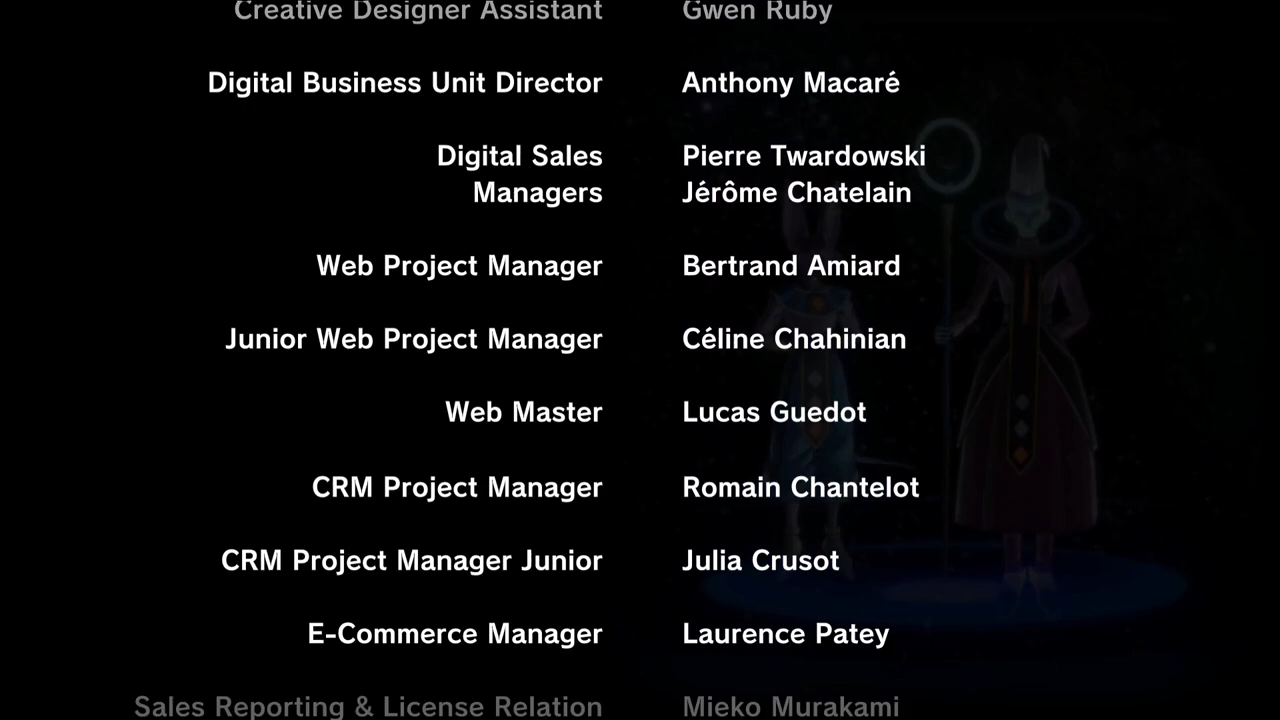 Creative Designer Assistant Gwen Ruby
Digital Business Unit Director Anthony Macaré
Digital Sales Pierre Twardowski
Managers Jérôme Chatelain
Web Project Manager Bertrand Amiard
Junior Web Project Manager Céline Chahinian
Web Master Lucas Guedot
CRM Project Manager Romain Chantelot
CRM Project Manager Junior Julia Crusot
E-Commerce Manager Laurence Patey
Sales Reporting & License Relation Mieko Murakami